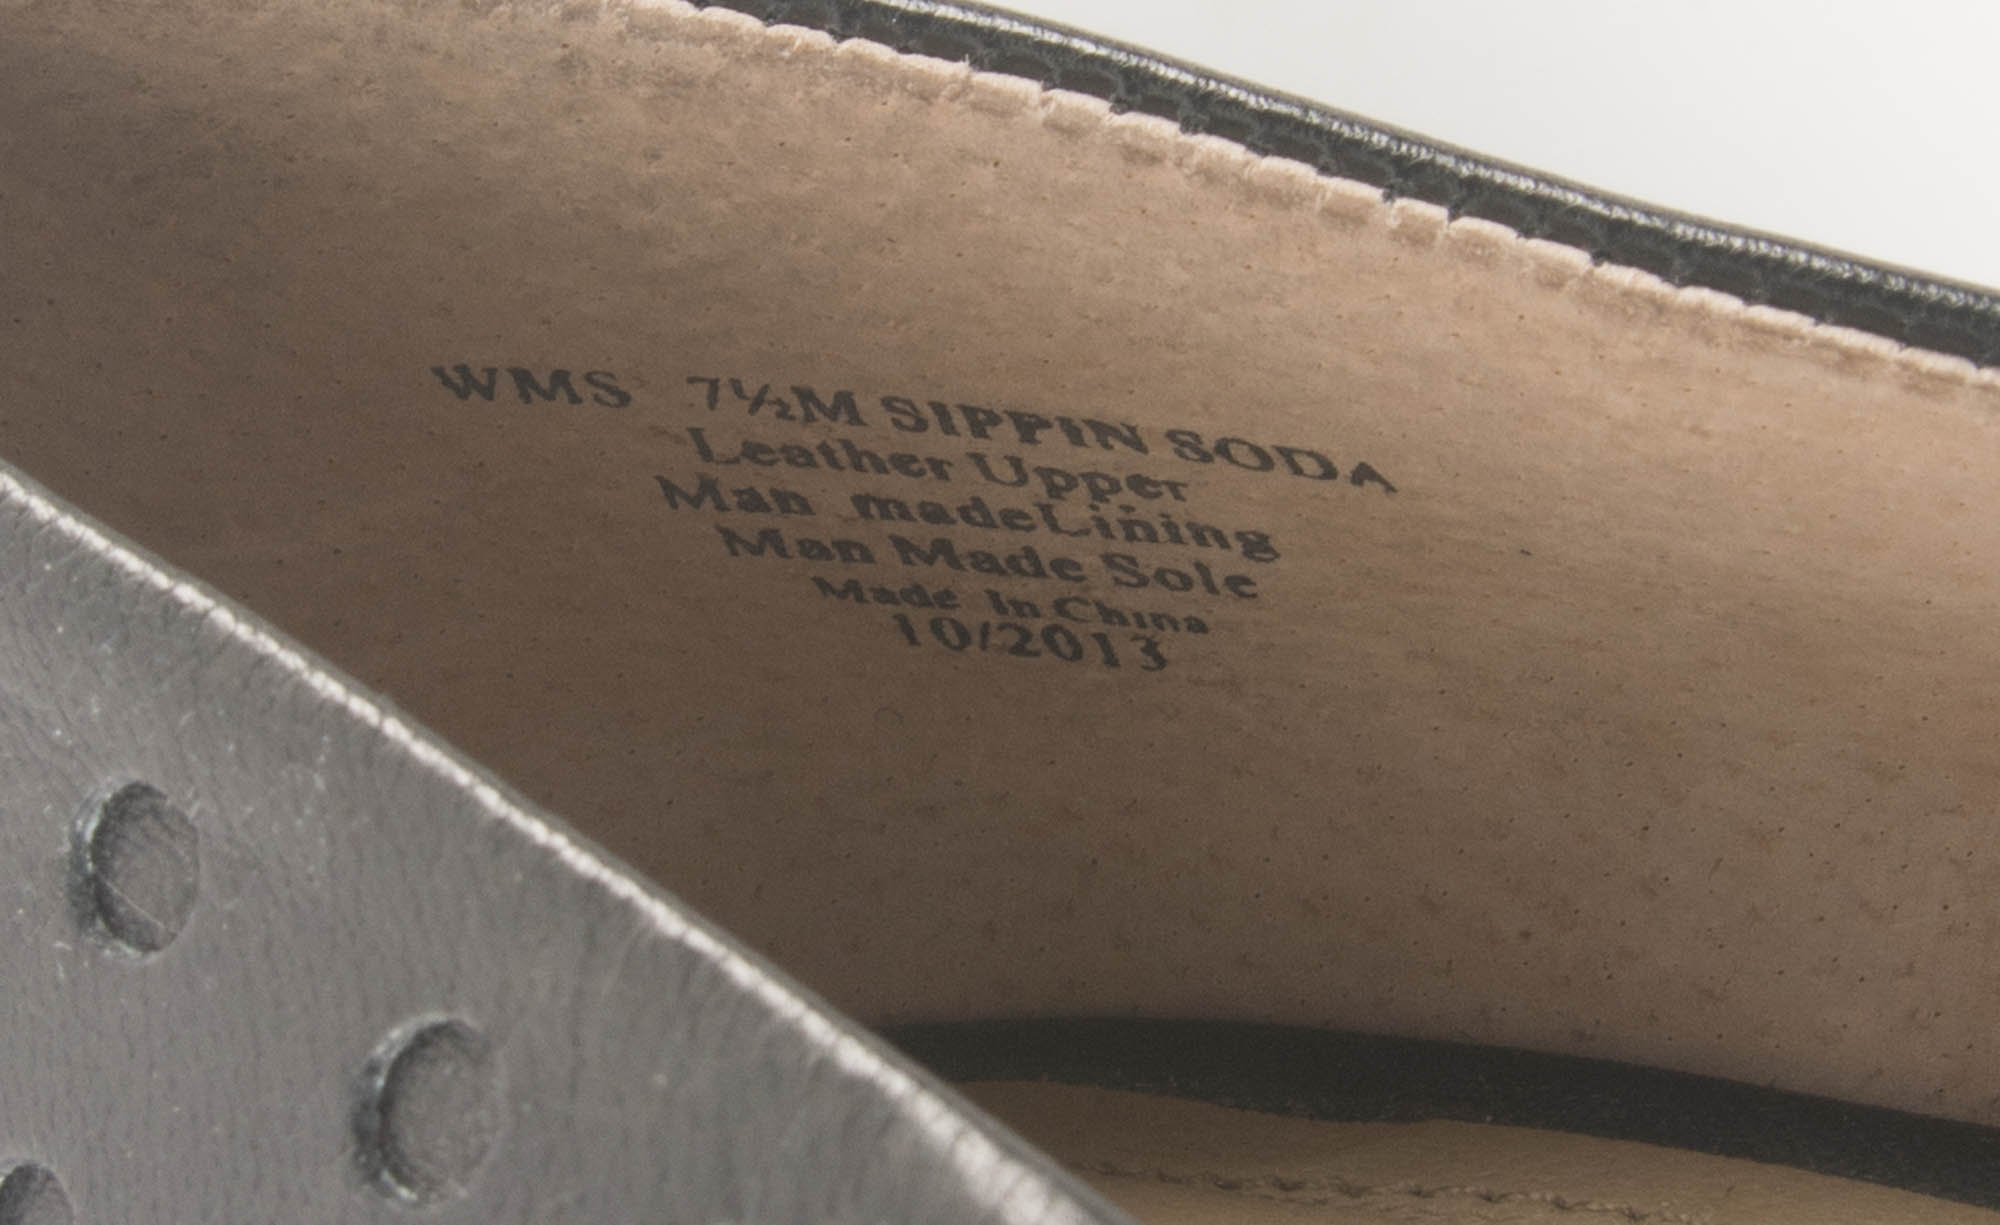 WMS 7½M SIPPIN SODA
Leather Upper
Man madeLining
Man Made Sole
Made In China
10/2013